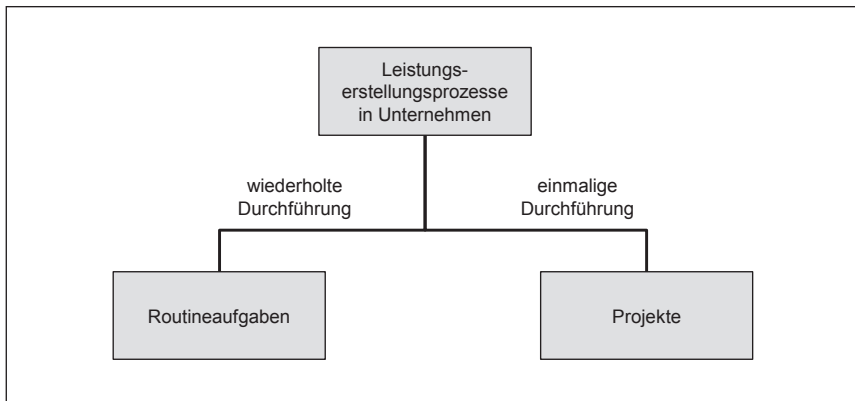 Leistungs-
erstellungsprozesse
in Unternehmen
wiederholte
Durchführung
einmalige
Durchführung
Routineaufgaben
Projekte